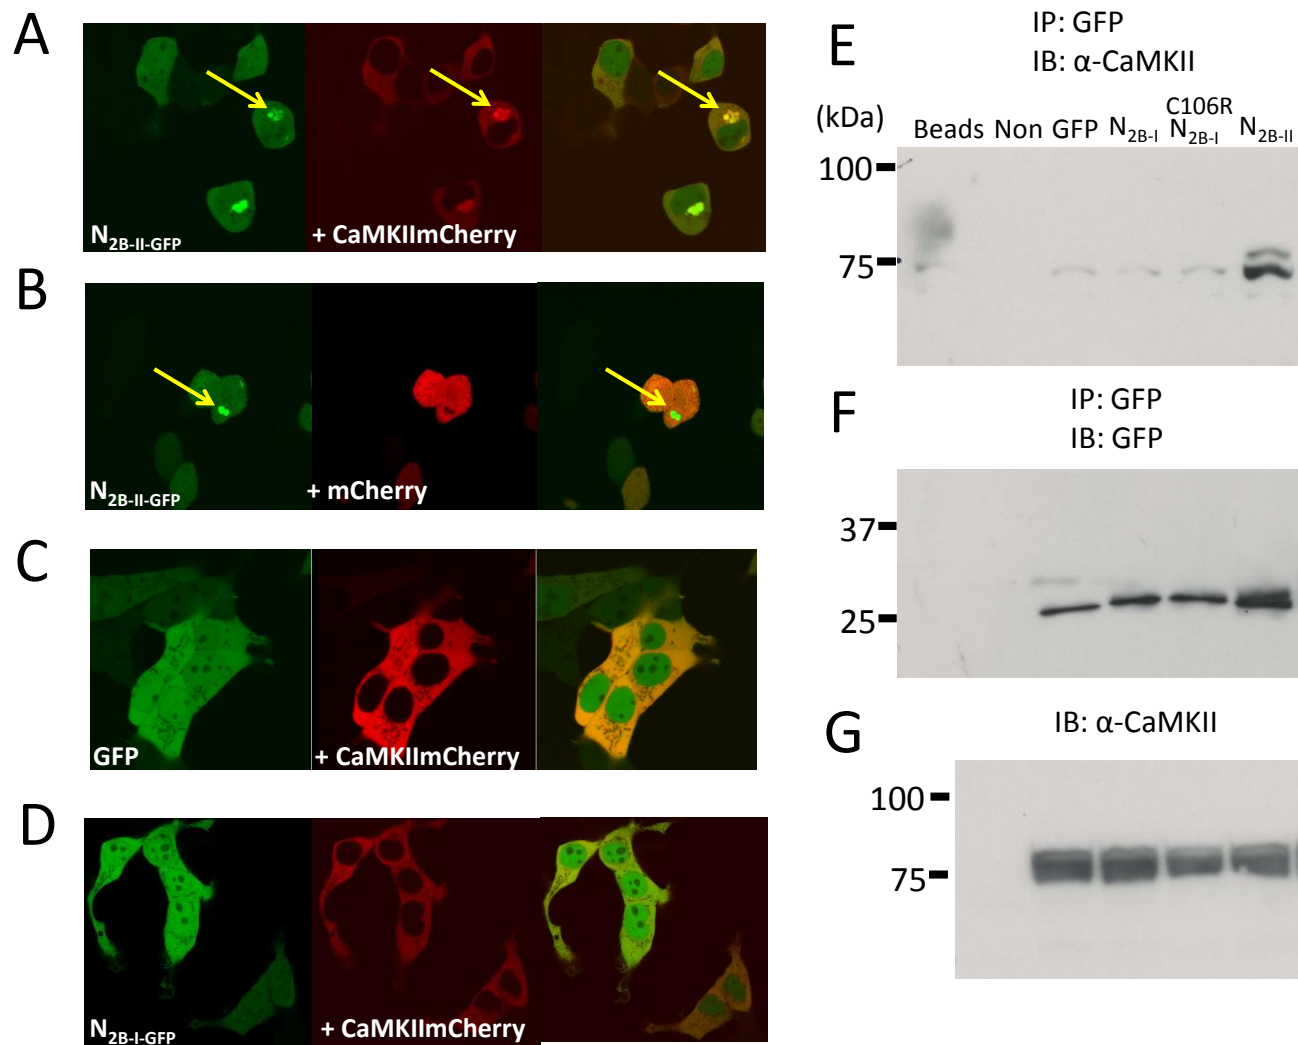 A
N2B-II-GFP
+ CaMKIImCherry
B
N2B-II-GFP
+ mCherry
C
GFP
+ CaMKIImCherry
D
N2B-I-GFP
+ CaMKIImCherry
E
IP: GFP
IB: α-CaMKII
(kDa)
Beads Non GFP N2B-I C106R N2B-I N2B-II
100
75
F
IP: GFP
IB: GFP
37
25
G
IB: α-CaMKII
100
75